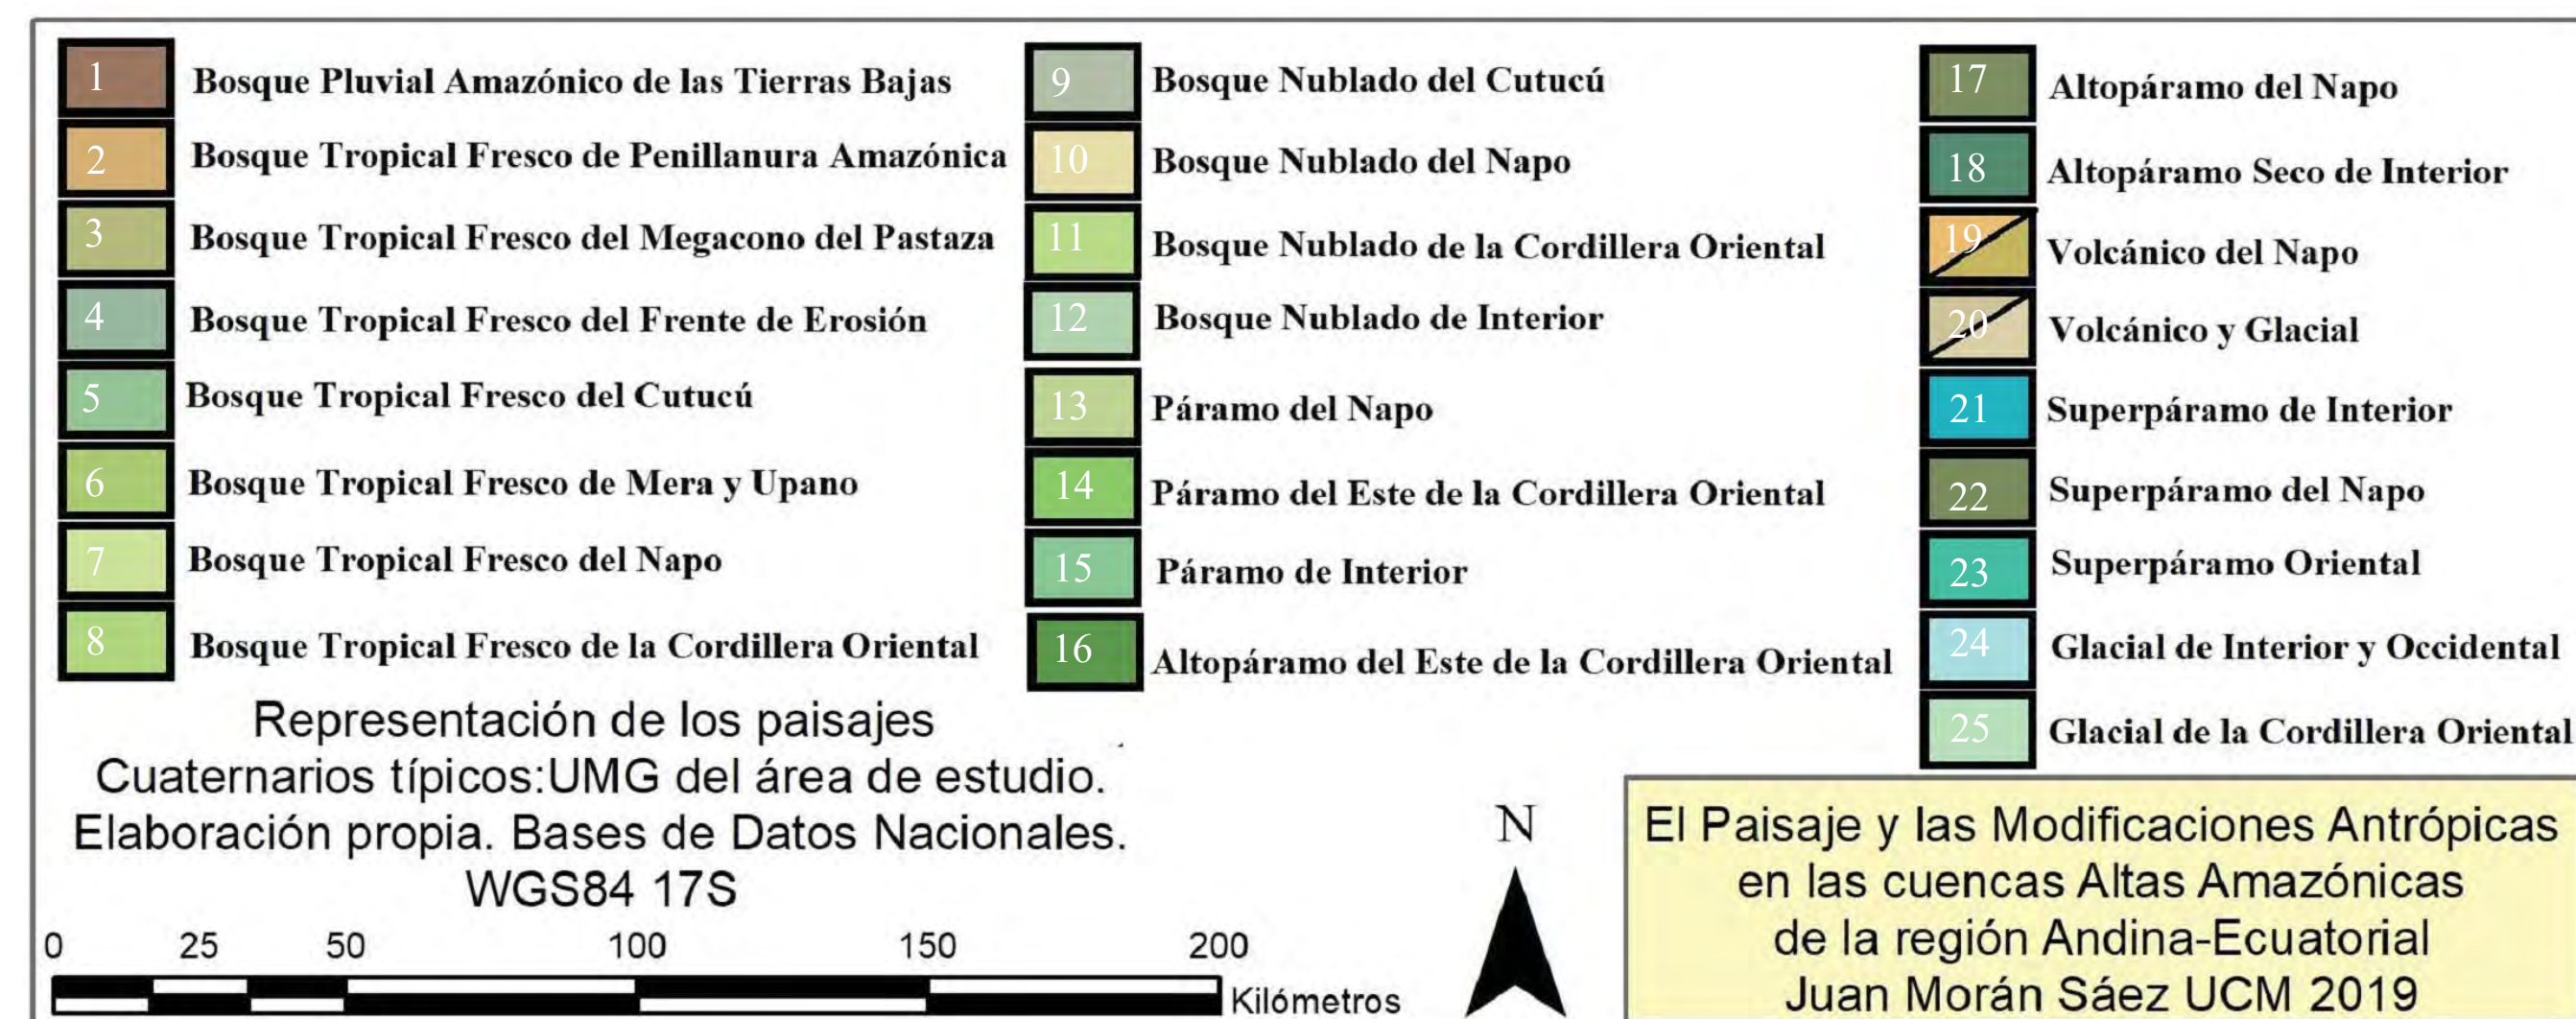 1 Bosque Pluvial Amazónico de las Tierras Bajas
2 Bosque Tropical Fresco de Penillanura Amazónica
3 Bosque Tropical Fresco del Megacono del Pastaza
4 Bosque Tropical Fresco del Frente de Erosión
5 Bosque Tropical Fresco del Cutucú
6 Bosque Tropical Fresco de Mera y Upano
7 Bosque Tropical Fresco del Napo
8 Bosque Tropical Fresco de la Cordillera Oriental
9 Bosque Nublado del Cutucú
10 Bosque Nublado del Napo
11 Bosque Nublado de la Cordillera Oriental
12 Bosque Nublado de Interior
13 Páramo del Napo
14 Páramo del Este de la Cordillera Oriental
15 Páramo de Interior
16 Altopáramo del Este de la Cordillera Oriental
17 Altopáramo del Napo
18 Altopáramo Seco de Interior
19 Volcánico del Napo
20 Volcánico y Glacial
21 Superpáramo de Interior
22 Superpáramo del Napo
23 Superpáramo Oriental
24 Glacial de Interior y Occidental
25 Glacial de la Cordillera Oriental
Representación de los paisajes
Cuaternarios típicos:UMG del área de estudio.
Elaboración propia. Bases de Datos Nacionales.
WGS84 17S
0 25 50 100 150 200
Kilómetros
N
El Paisaje y las Modificaciones Antrópicas
en las cuencas Altas Amazónicas
de la región Andina-Ecuatorial
Juan Morán Sáez UCM 2019